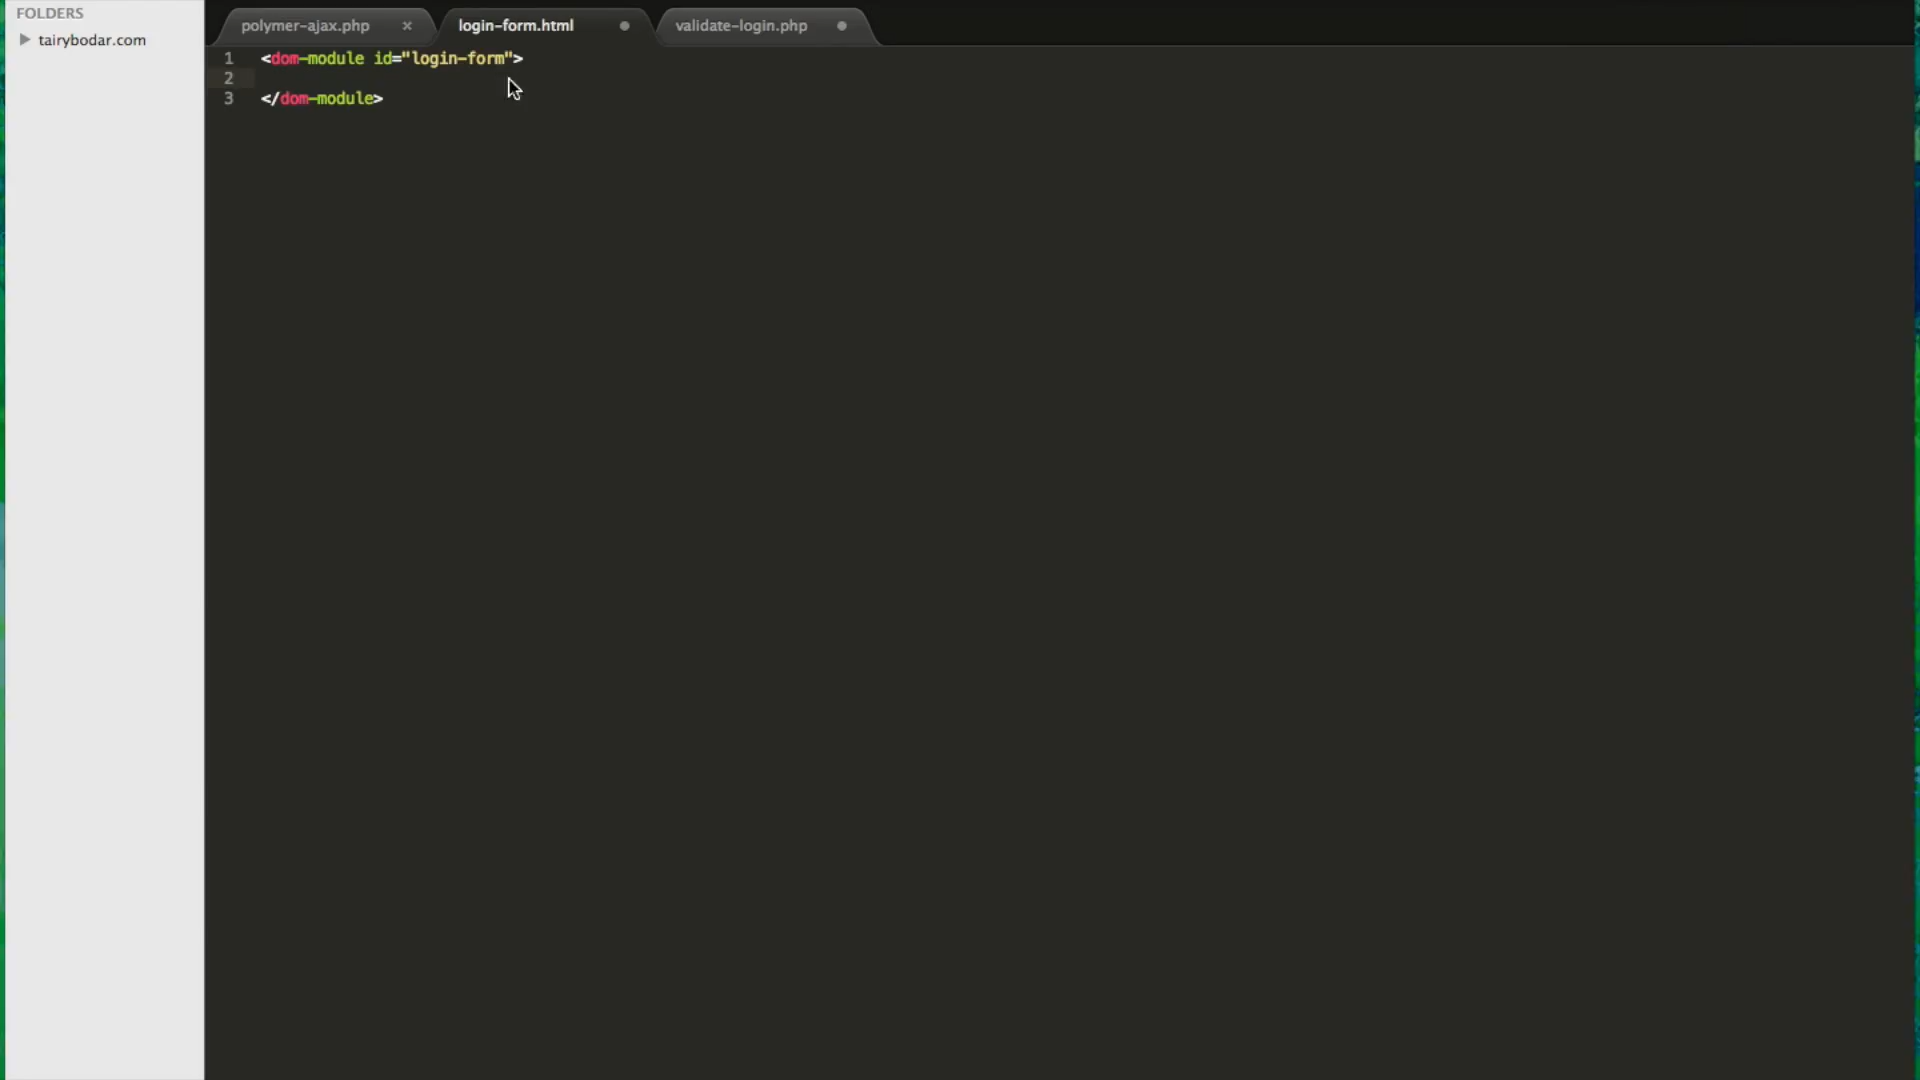 FOLDERS
tairybodar.com
polymer-ajax.php × login-form.html validate-login.php
1 <dom-module id="login-form">
2
3 </dom-module>